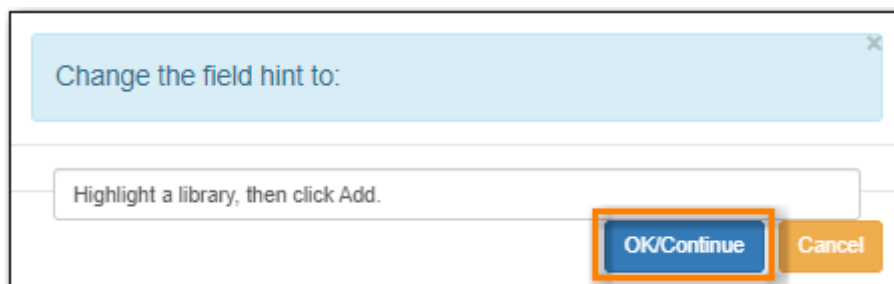 ×
Change the field hint to:
Highlight a library, then click Add.
OK/Continue Cancel